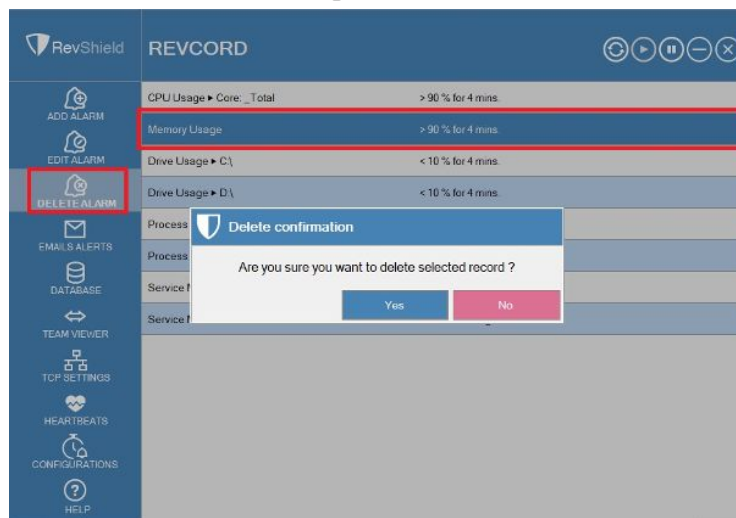 RevShield
REVCORD
ADD ALARM
EDIT ALARM
DELETE ALARM
EMAILS ALERTS
DATABASE
TEAM VIEWER
TCP SETTINGS
HEARTBEATS
CONFIGURATIONS
HELP
CPU Usage ▸ Core: _Total > 90 % for 4 mins.
Memory Usage > 90 % for 4 mins.
Drive Usage ▸ C:\ < 10 % for 4 mins.
Drive Usage ▸ D:\ < 10 % for 4 mins.
Process
Process
Service
Service
Delete confirmation
Are you sure you want to delete selected record ?
Yes No